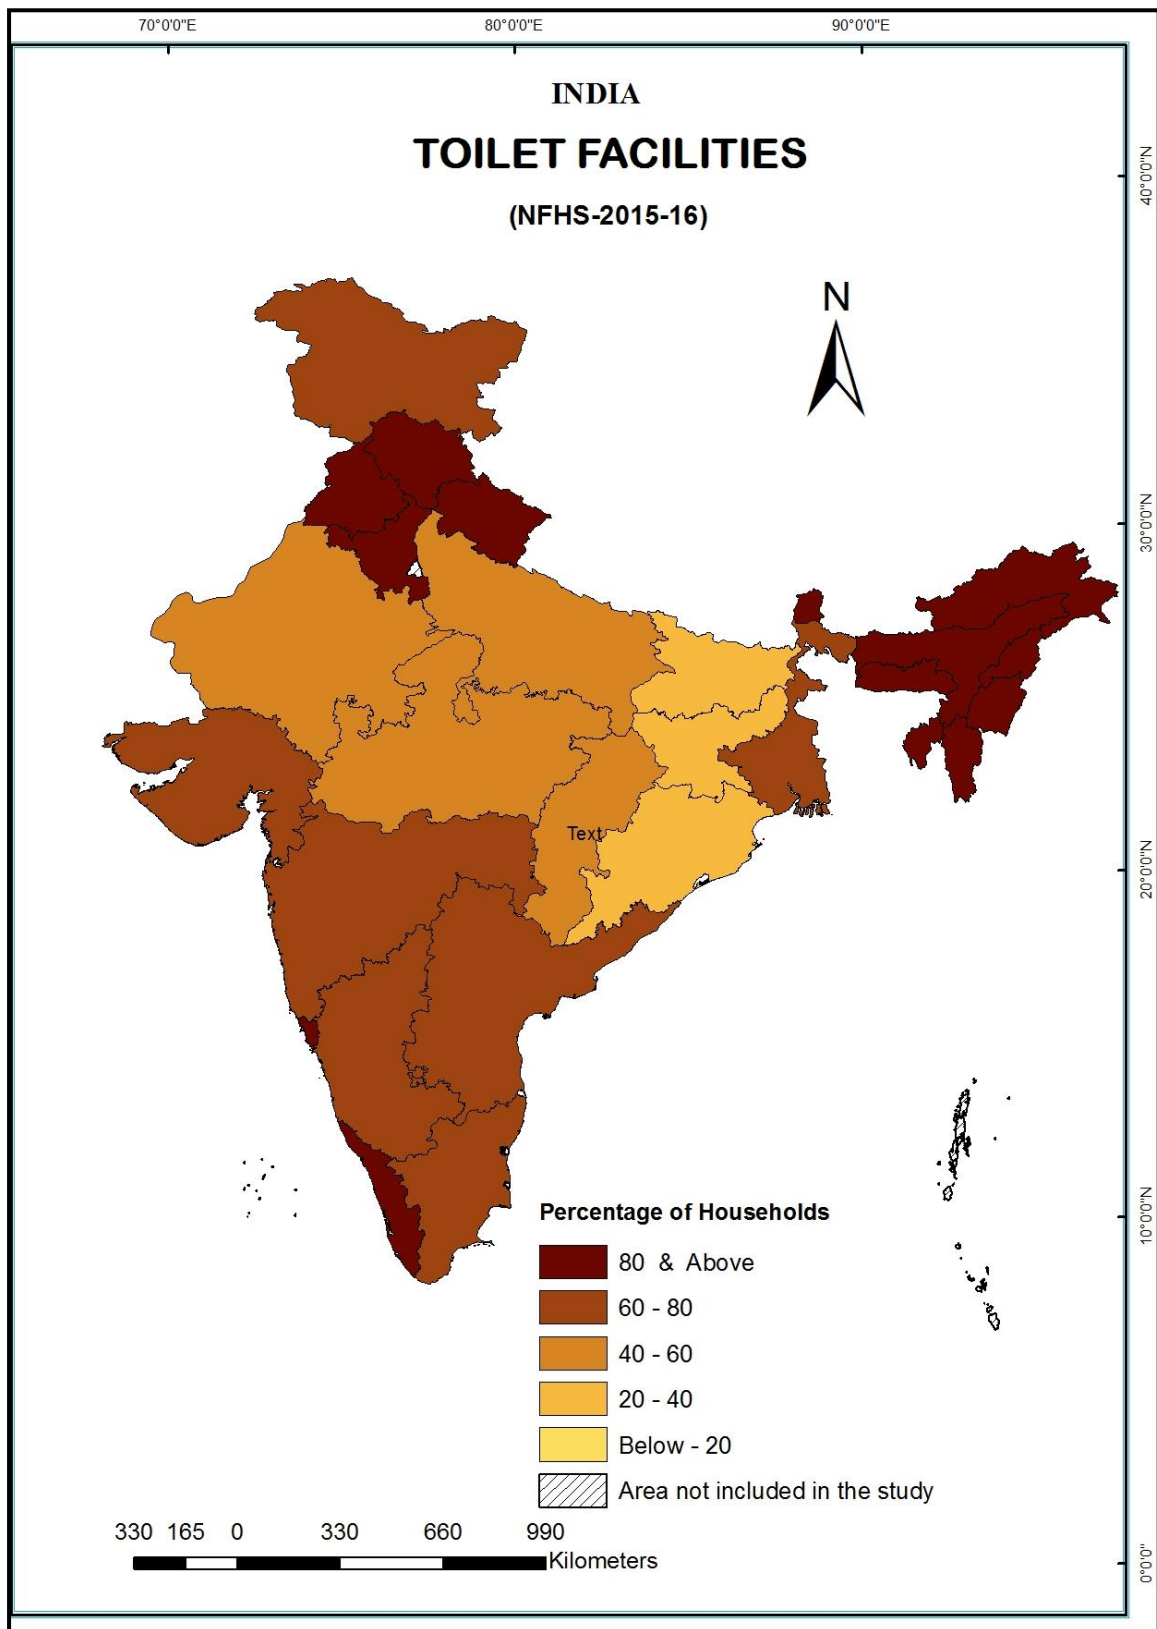 70°0'0"E 80°0'0"E 90°0'0"E
INDIA
TOILET FACILITIES
(NFHS-2015-16)
N
40°0'0"N
30°0'0"N
20°0'0"N
10°0'0"N
0°0'0"
Text
Percentage of Households
80 & Above
60 - 80
40 - 60
20 - 40
Below - 20
Area not included in the study
330 165 0 330 660 990
Kilometers